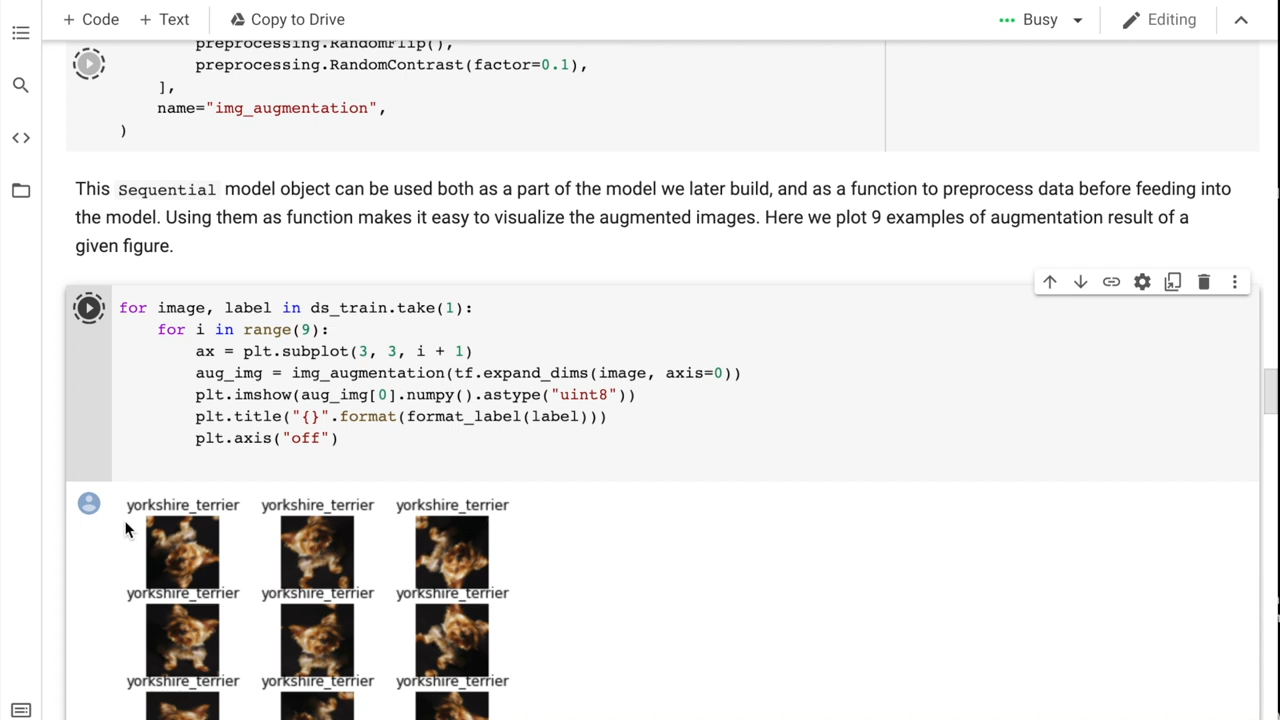 + Code + Text Copy to Drive Busy Editing
preprocessing.RandomFlip(),
preprocessing.RandomContrast(factor=0.1),
],
name="img_augmentation",
)
This Sequential model object can be used both as a part of the model we later build, and as a function to preprocess data before feeding into
the model. Using them as function makes it easy to visualize the augmented images. Here we plot 9 examples of augmentation result of a
given figure.
for image, label in ds_train.take(1):
for i in range(9):
ax = plt.subplot(3, 3, i + 1)
aug_img = img_augmentation(tf.expand_dims(image, axis=0))
plt.imshow(aug_img[0].numpy().astype("uint8"))
plt.title("{}".format(format_label(label)))
plt.axis("off")
yorkshire_terrier yorkshire_terrier yorkshire_terrier
yorkshire_terrier yorkshire_terrier yorkshire_terrier
yorkshire_terrier yorkshire_terrier yorkshire_terrier